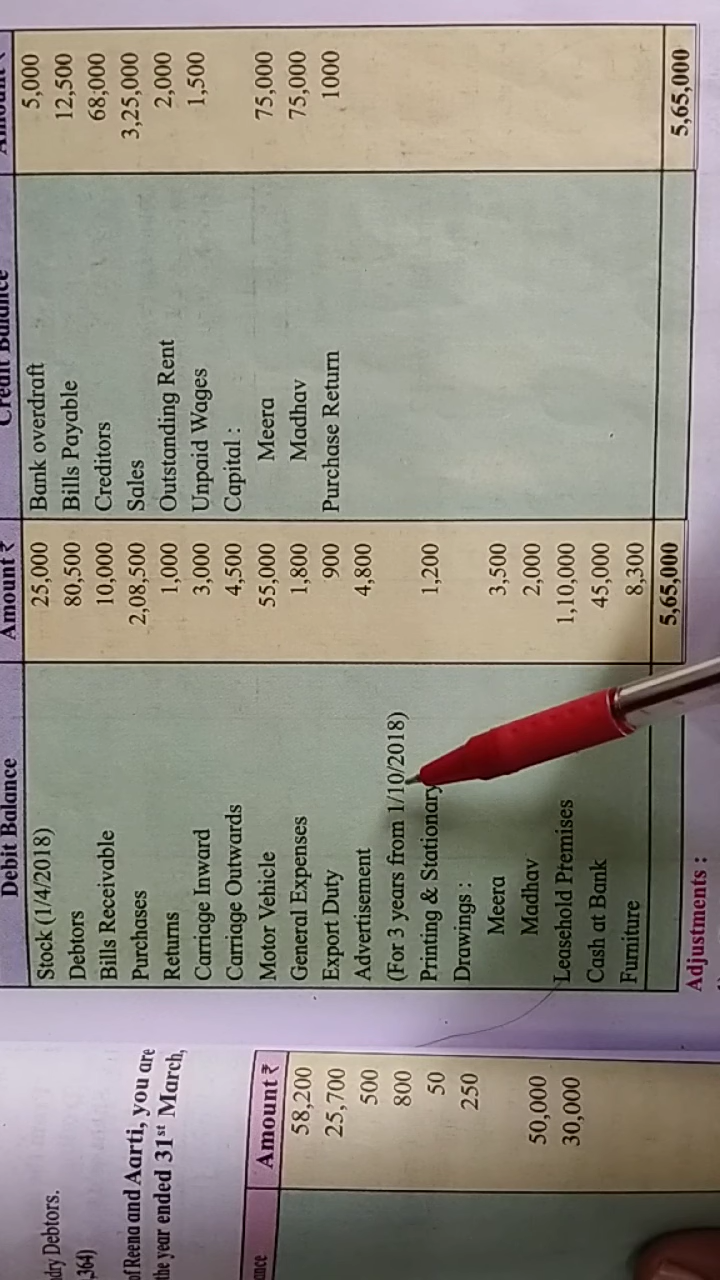 dry Debtors.
,364)
of Reena and Aarti, you are
the year ended 31st March,
Amount ₹
58,200
25,700
500
800
50
250
50,000
30,000
Debit Balance Amount ₹ Credit Balance Amount ₹
Stock (1/4/2018) 25,000 Bank overdraft 5,000
Debtors 80,500 Bills Payable 12,500
Bills Receivable 10,000 Creditors 68,000
Purchases 2,08,500 Sales 3,25,000
Returns 1,000 Outstanding Rent 2,000
Carriage Inward 3,000 Unpaid Wages 1,500
Carriage Outwards 4,500 Capital :
Motor Vehicle 55,000 Meera 75,000
General Expenses 1,800 Madhav 75,000
Export Duty 900 Purchase Return 1000
Advertisement 4,800
(For 3 years from 1/10/2018)
Printing & Stationary 1,200
Drawings :
Meera 3,500
Madhav 2,000
Leasehold Premises 1,10,000
Cash at Bank 45,000
Furniture 8,300
5,65,000 5,65,000
Adjustments :